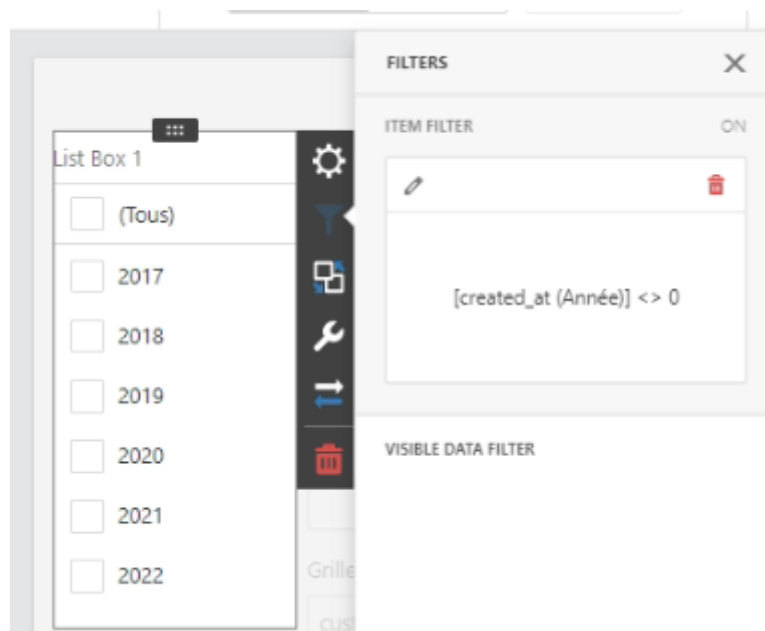 FILTERS
ITEM FILTER
ON
List Box 1
(Tous)
2017
2018
2019
2020
2021
2022
[created_at (Année)] <> 0
VISIBLE DATA FILTER
Grille
cust